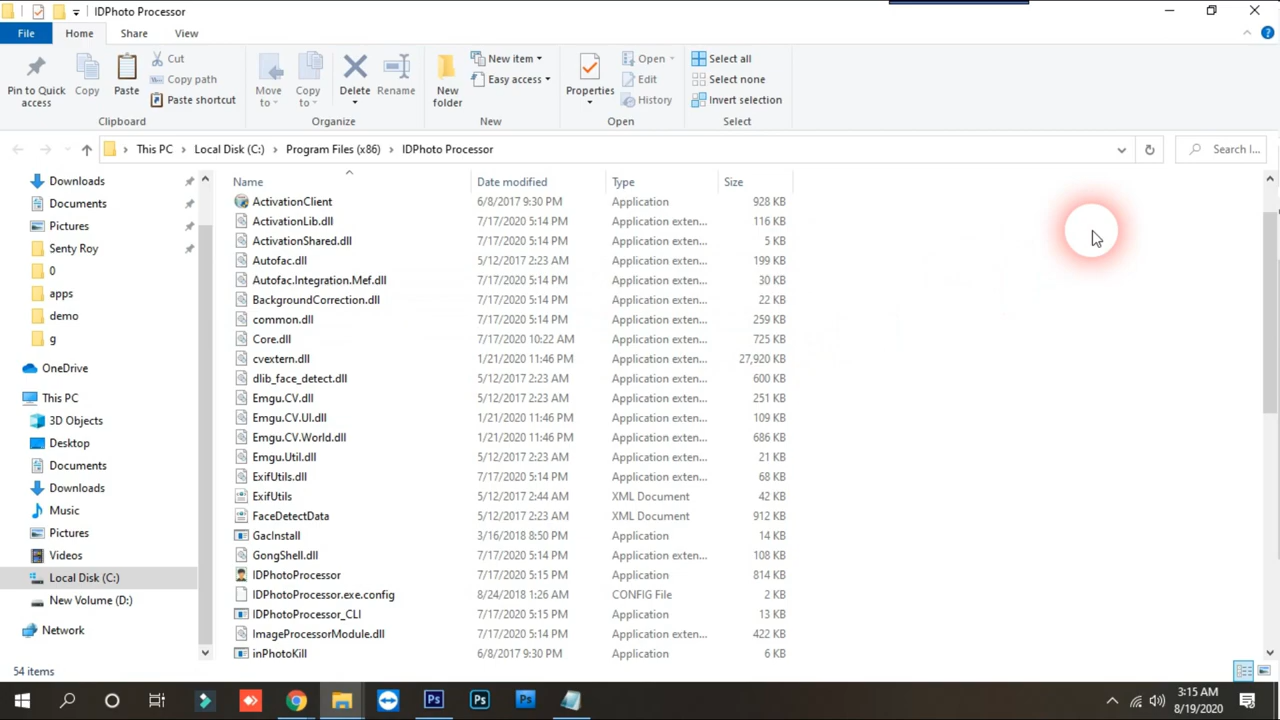 IDPhoto Processor
File Home Share View
Pin to Quick access
Copy
Paste
Cut
Copy path
Paste shortcut
Clipboard
Move to
Copy to
Delete
Rename
Organize
New folder
New item
Easy access
New
Properties
Open
Edit
History
Open
Select all
Select none
Invert selection
Select
This PC > Local Disk (C:) > Program Files (x86) > IDPhoto Processor
Search I...
Downloads
Documents
Pictures
Senty Roy
0
apps
demo
g
OneDrive
This PC
3D Objects
Desktop
Documents
Downloads
Music
Pictures
Videos
Local Disk (C:)
New Volume (D:)
Network
Name Date modified Type Size
ActivationClient 6/8/2017 9:30 PM Application 928 KB
ActivationLib.dll 7/17/2020 5:14 PM Application exten... 116 KB
ActivationShared.dll 7/17/2020 5:14 PM Application exten... 5 KB
Autofac.dll 5/12/2017 2:23 AM Application exten... 199 KB
Autofac.Integration.Mef.dll 7/17/2020 5:14 PM Application exten... 30 KB
BackgroundCorrection.dll 7/17/2020 5:14 PM Application exten... 22 KB
common.dll 7/17/2020 5:14 PM Application exten... 259 KB
Core.dll 7/17/2020 10:22 AM Application exten... 725 KB
cvextern.dll 1/21/2020 11:46 PM Application exten... 27,920 KB
dlib_face_detect.dll 5/12/2017 2:23 AM Application exten... 600 KB
Emgu.CV.dll 5/12/2017 2:23 AM Application exten... 251 KB
Emgu.CV.UI.dll 1/21/2020 11:46 PM Application exten... 109 KB
Emgu.CV.World.dll 1/21/2020 11:46 PM Application exten... 686 KB
Emgu.Util.dll 5/12/2017 2:23 AM Application exten... 21 KB
ExifUtils.dll 7/17/2020 5:14 PM Application exten... 68 KB
ExifUtils 5/12/2017 2:44 AM XML Document 42 KB
FaceDetectData 5/12/2017 2:23 AM XML Document 912 KB
GacInstall 3/16/2018 8:50 PM Application 14 KB
GongShell.dll 7/17/2020 5:14 PM Application exten... 108 KB
IDPhotoProcessor 7/17/2020 5:15 PM Application 814 KB
IDPhotoProcessor.exe.config 8/24/2018 1:26 AM CONFIG File 2 KB
IDPhotoProcessor_CLI 7/17/2020 5:15 PM Application 13 KB
ImageProcessorModule.dll 7/17/2020 5:14 PM Application exten... 422 KB
inPhotoKill 6/8/2017 9:30 PM Application 6 KB
54 items
Ps Ps Ps
3:15 AM
8/19/2020